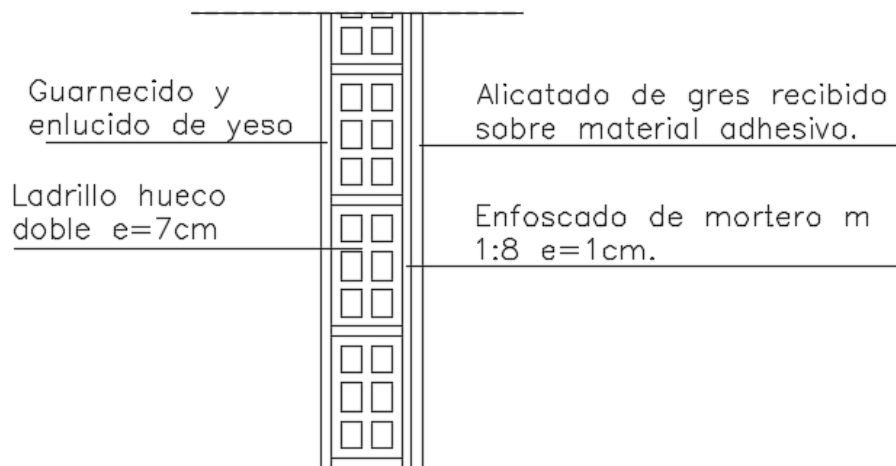 Guarnecido y
enlucido de yeso
Ladrillo hueco
doble e=7cm
Alicatado de gres recibido
sobre material adhesivo.
Enfoscado de mortero m
1:8 e=1cm.